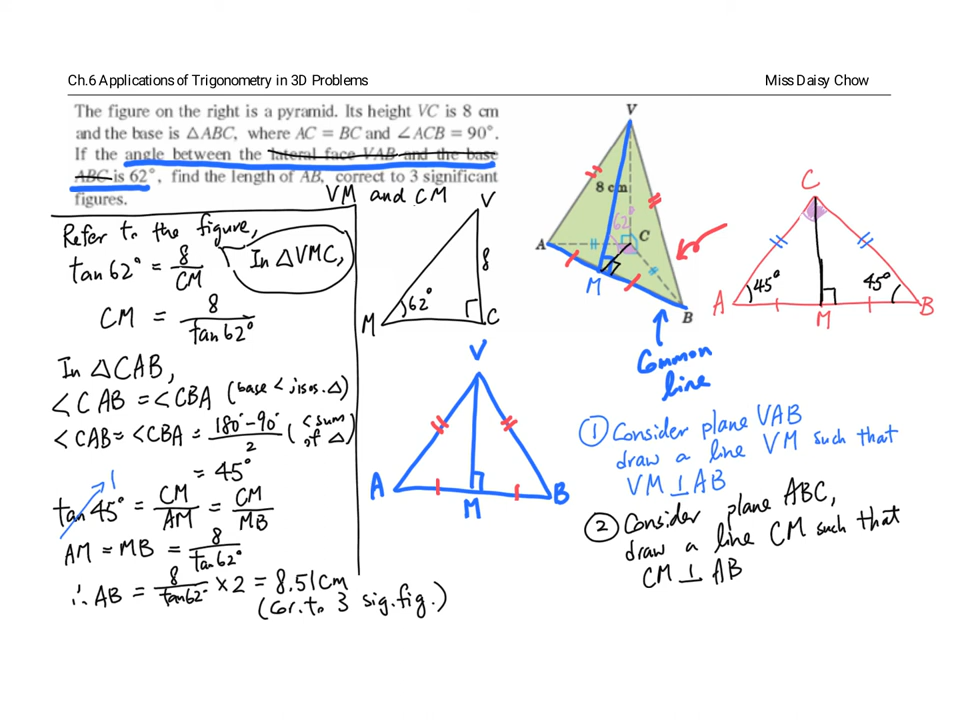 Ch.6 Applications of Trigonometry in 3D Problems
Miss Daisy Chow
The figure on the right is a pyramid. Its height VC is 8 cm
and the base is △ABC, where AC = BC and ∠ACB = 90°.
If the angle between the lateral face VAB and the base
ABC is 62°, find the length of AB, correct to 3 significant
figures.
VM and CM
Refer to the figure,
In △VMC,
tan 62° = 8/CM
CM = 8/tan 62°
In △CAB,
∠CAB = ∠CBA (base ∠, isos. △)
∠CAB = ∠CBA = (180° - 90°)/2 (∠ sum of △)
= 45°
1
tan 45° = CM/AM = CM/MB
AM = MB = 8/tan 62°
∴ AB = 8/tan 62° × 2 = 8.51 cm
(cor. to 3 sig. fig.)
V
8
62°
M
C
V
A
M
B
V
8 cm
62°
A
C
M
B
Common
line
C
45°
45°
A
M
B
① Consider plane VAB
draw a line VM such that
VM ⊥ AB
② Consider plane ABC,
draw a line CM such that
CM ⊥ AB